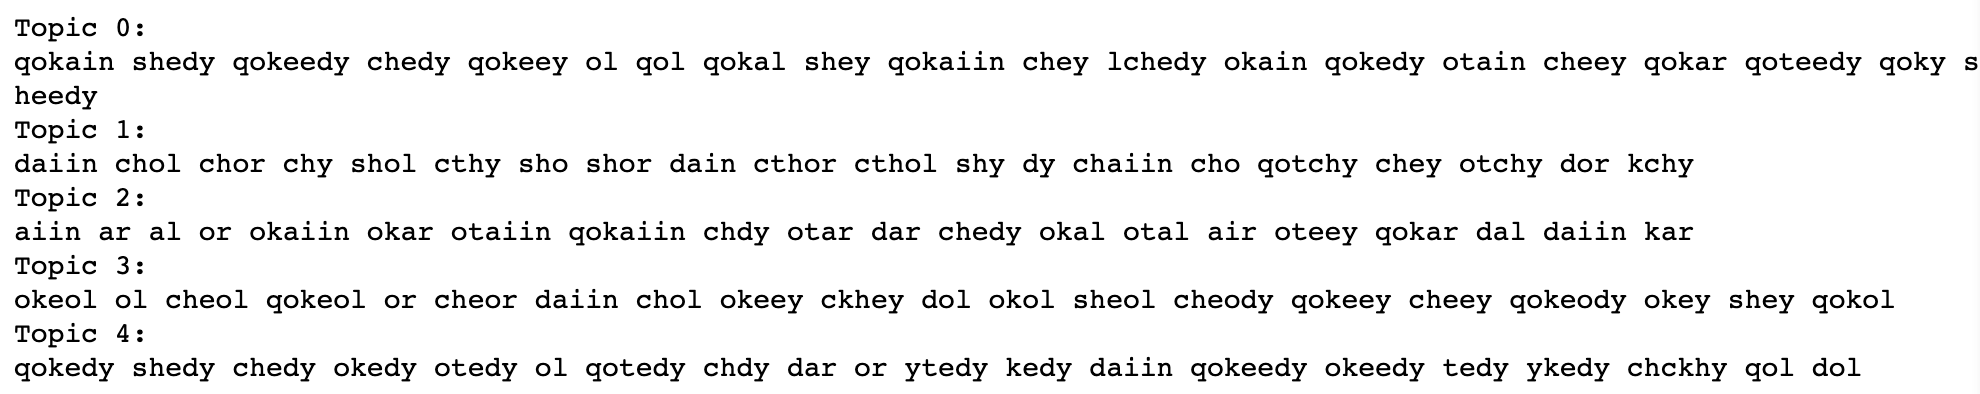 Topic 0:
qokain shedy qokeedy chedy qokeey ol qol qokal shey qokaiin chey lchedy okain qokedy otain cheey qokar qoteedy qoky s
heedy
Topic 1:
daiin chol chor chy shol cthy sho shor dain cthor cthol shy dy chaiin cho qotchy chey otchy dor kchy
Topic 2:
aiin ar al or okaiin okar otaiin qokaiin chdy otar dar chedy okal otal air oteey qokar dal daiin kar
Topic 3:
okeol ol cheol qokeol or cheor daiin chol okeey ckhey dol okol sheol cheody qokeey cheey qokeody okey shey qokol
Topic 4:
qokedy shedy chedy okedy otedy ol qotedy chdy dar or ytedy kedy daiin qokeedy okeedy tedy ykedy chckhy qol dol